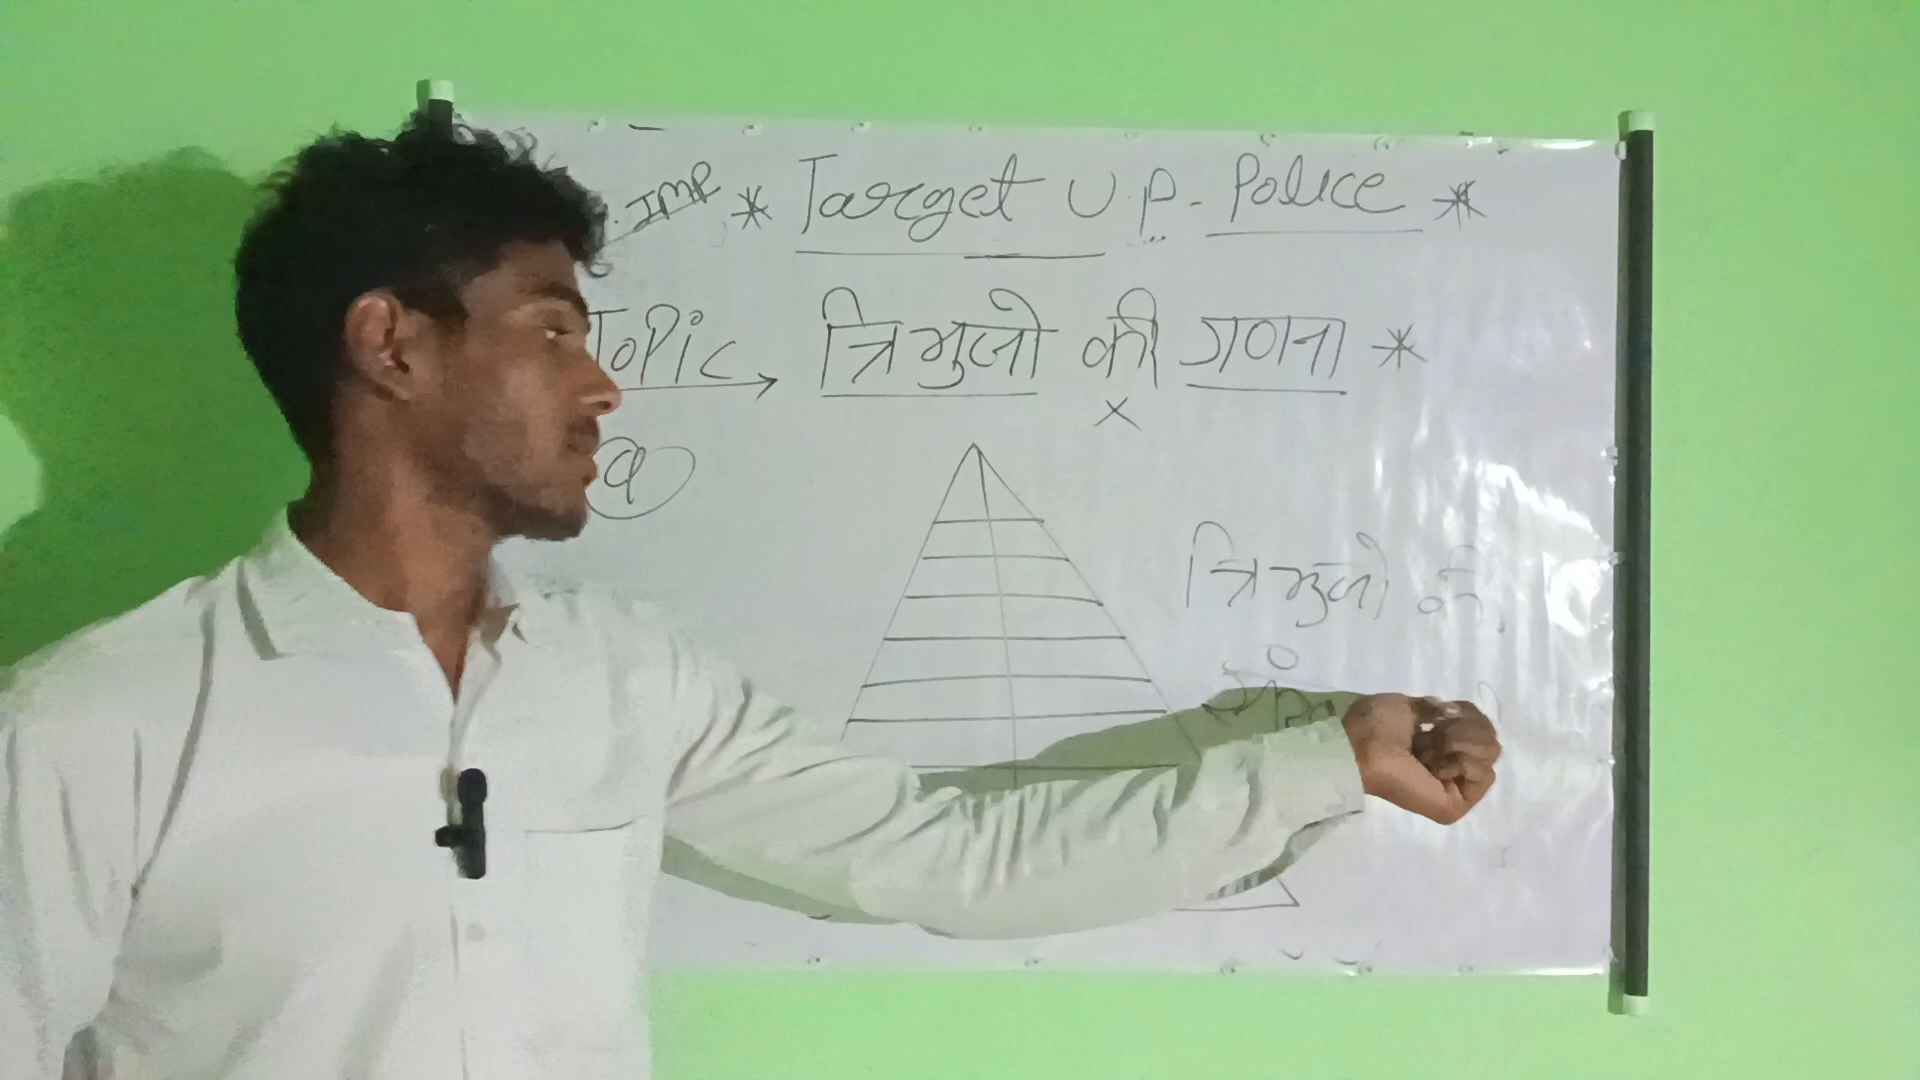 IMP * Target U.P. Police *
Topic → त्रिभुजो की गणना *
×
Q
त्रिभुजो की